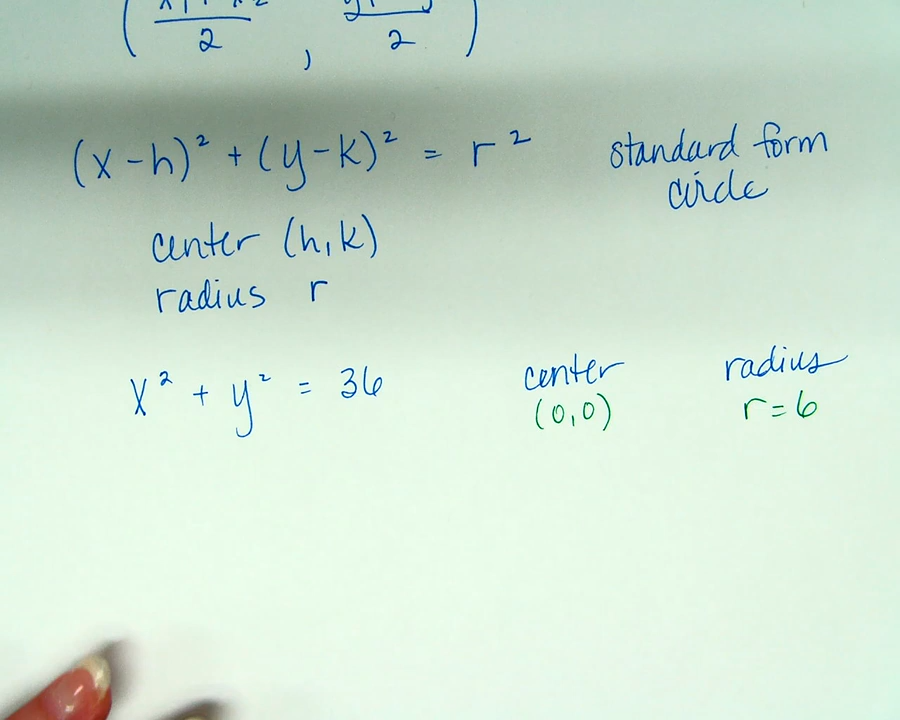 ( 2 , 2 )
(x-h)² + (y-k)² = r² standard form
circle
center (h,k)
radius r
x² + y² = 36 center radius
(0,0) r=6